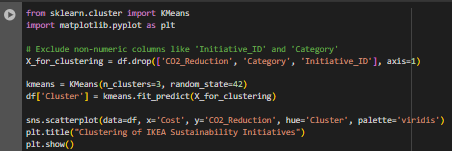 from sklearn.cluster import KMeans
import matplotlib.pyplot as plt
# Exclude non-numeric columns like 'Initiative_ID' and 'Category'
X_for_clustering = df.drop(['CO2_Reduction', 'Category', 'Initiative_ID'], axis=1)
kmeans = KMeans(n_clusters=3, random_state=42)
df['Cluster'] = kmeans.fit_predict(X_for_clustering)
sns.scatterplot(data=df, x='Cost', y='CO2_Reduction', hue='Cluster', palette='viridis')
plt.title("Clustering of IKEA Sustainability Initiatives")
plt.show()